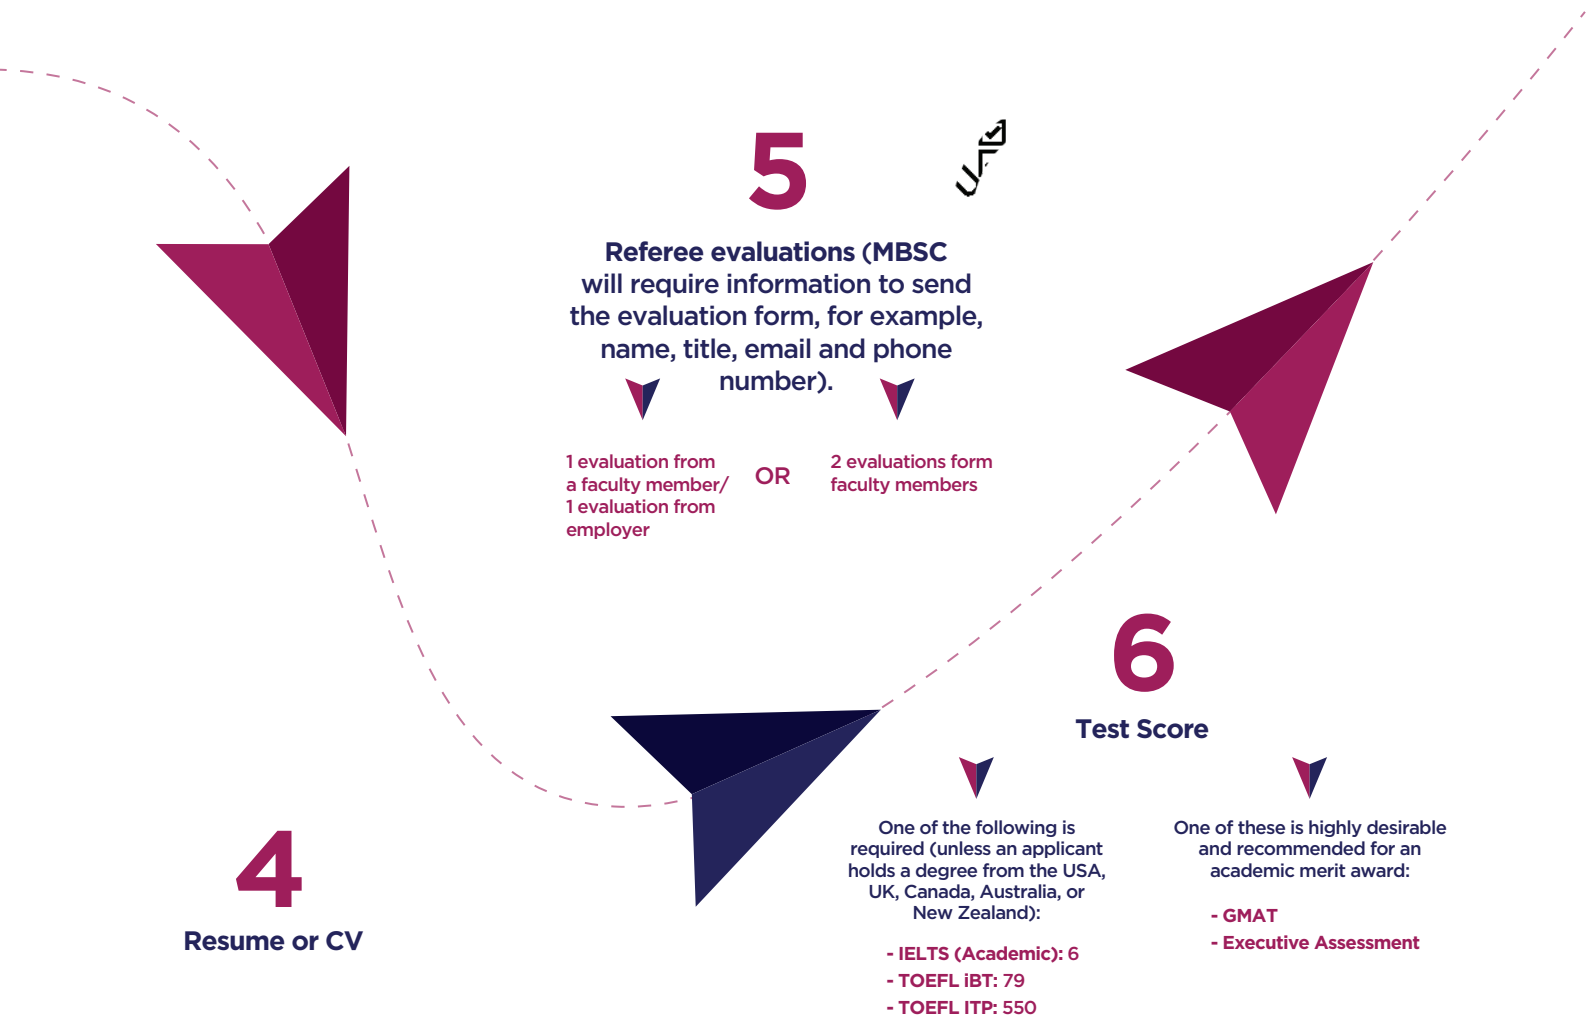 5
Referee evaluations (MBSC
will require information to send
the evaluation form, for example,
name, title, email and phone
number).
1 evaluation from
a faculty member/
1 evaluation from
employer
OR
2 evaluations form
faculty members
6
Test Score
One of the following is
required (unless an applicant
holds a degree from the USA,
UK, Canada, Australia, or
New Zealand):
- IELTS (Academic): 6
- TOEFL iBT: 79
- TOEFL ITP: 550
One of these is highly desirable
and recommended for an
academic merit award:
- GMAT
- Executive Assessment
4
Resume or CV